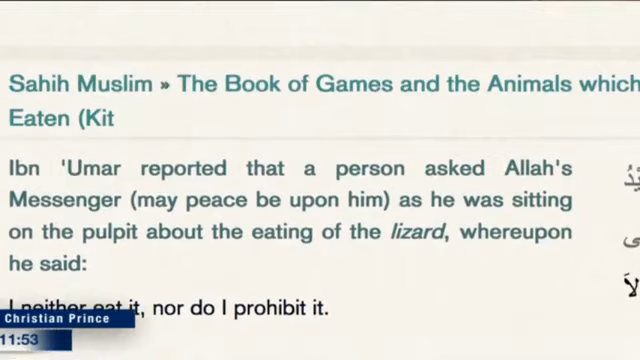 Sahih Muslim » The Book of Games and the Animals which
Eaten (Kit
Ibn 'Umar reported that a person asked Allah's
Messenger (may peace be upon him) as he was sitting
on the pulpit about the eating of the lizard, whereupon
he said:
I neither eat it, nor do I prohibit it.
Christian Prince
11:53